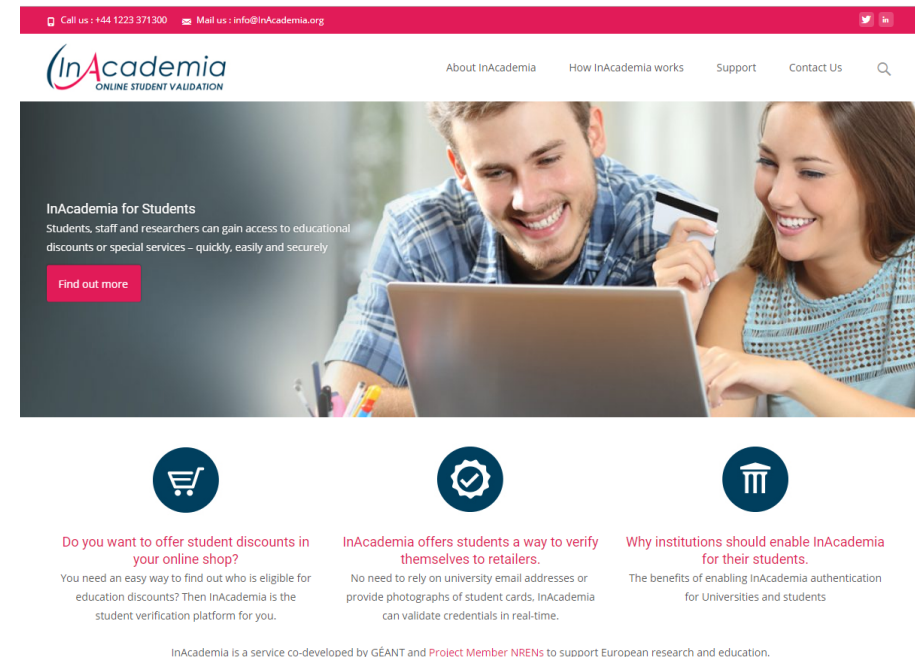 Call us : +44 1223 371300 Mail us : info@InAcademia.org
InAcademia
ONLINE STUDENT VALIDATION
About InAcademia How InAcademia works Support Contact Us
InAcademia for Students
Students, staff and researchers can gain access to educational
discounts or special services – quickly, easily and securely
Find out more
Do you want to offer student discounts in
your online shop?
You need an easy way to find out who is eligible for
education discounts? Then InAcademia is the
student verification platform for you.
InAcademia offers students a way to verify
themselves to retailers.
No need to rely on university email addresses or
provide photographs of student cards, InAcademia
can validate credentials in real-time.
Why institutions should enable InAcademia
for their students.
The benefits of enabling InAcademia authentication
for Universities and students
InAcademia is a service co-developed by GÉANT and Project Member NRENs to support European research and education.